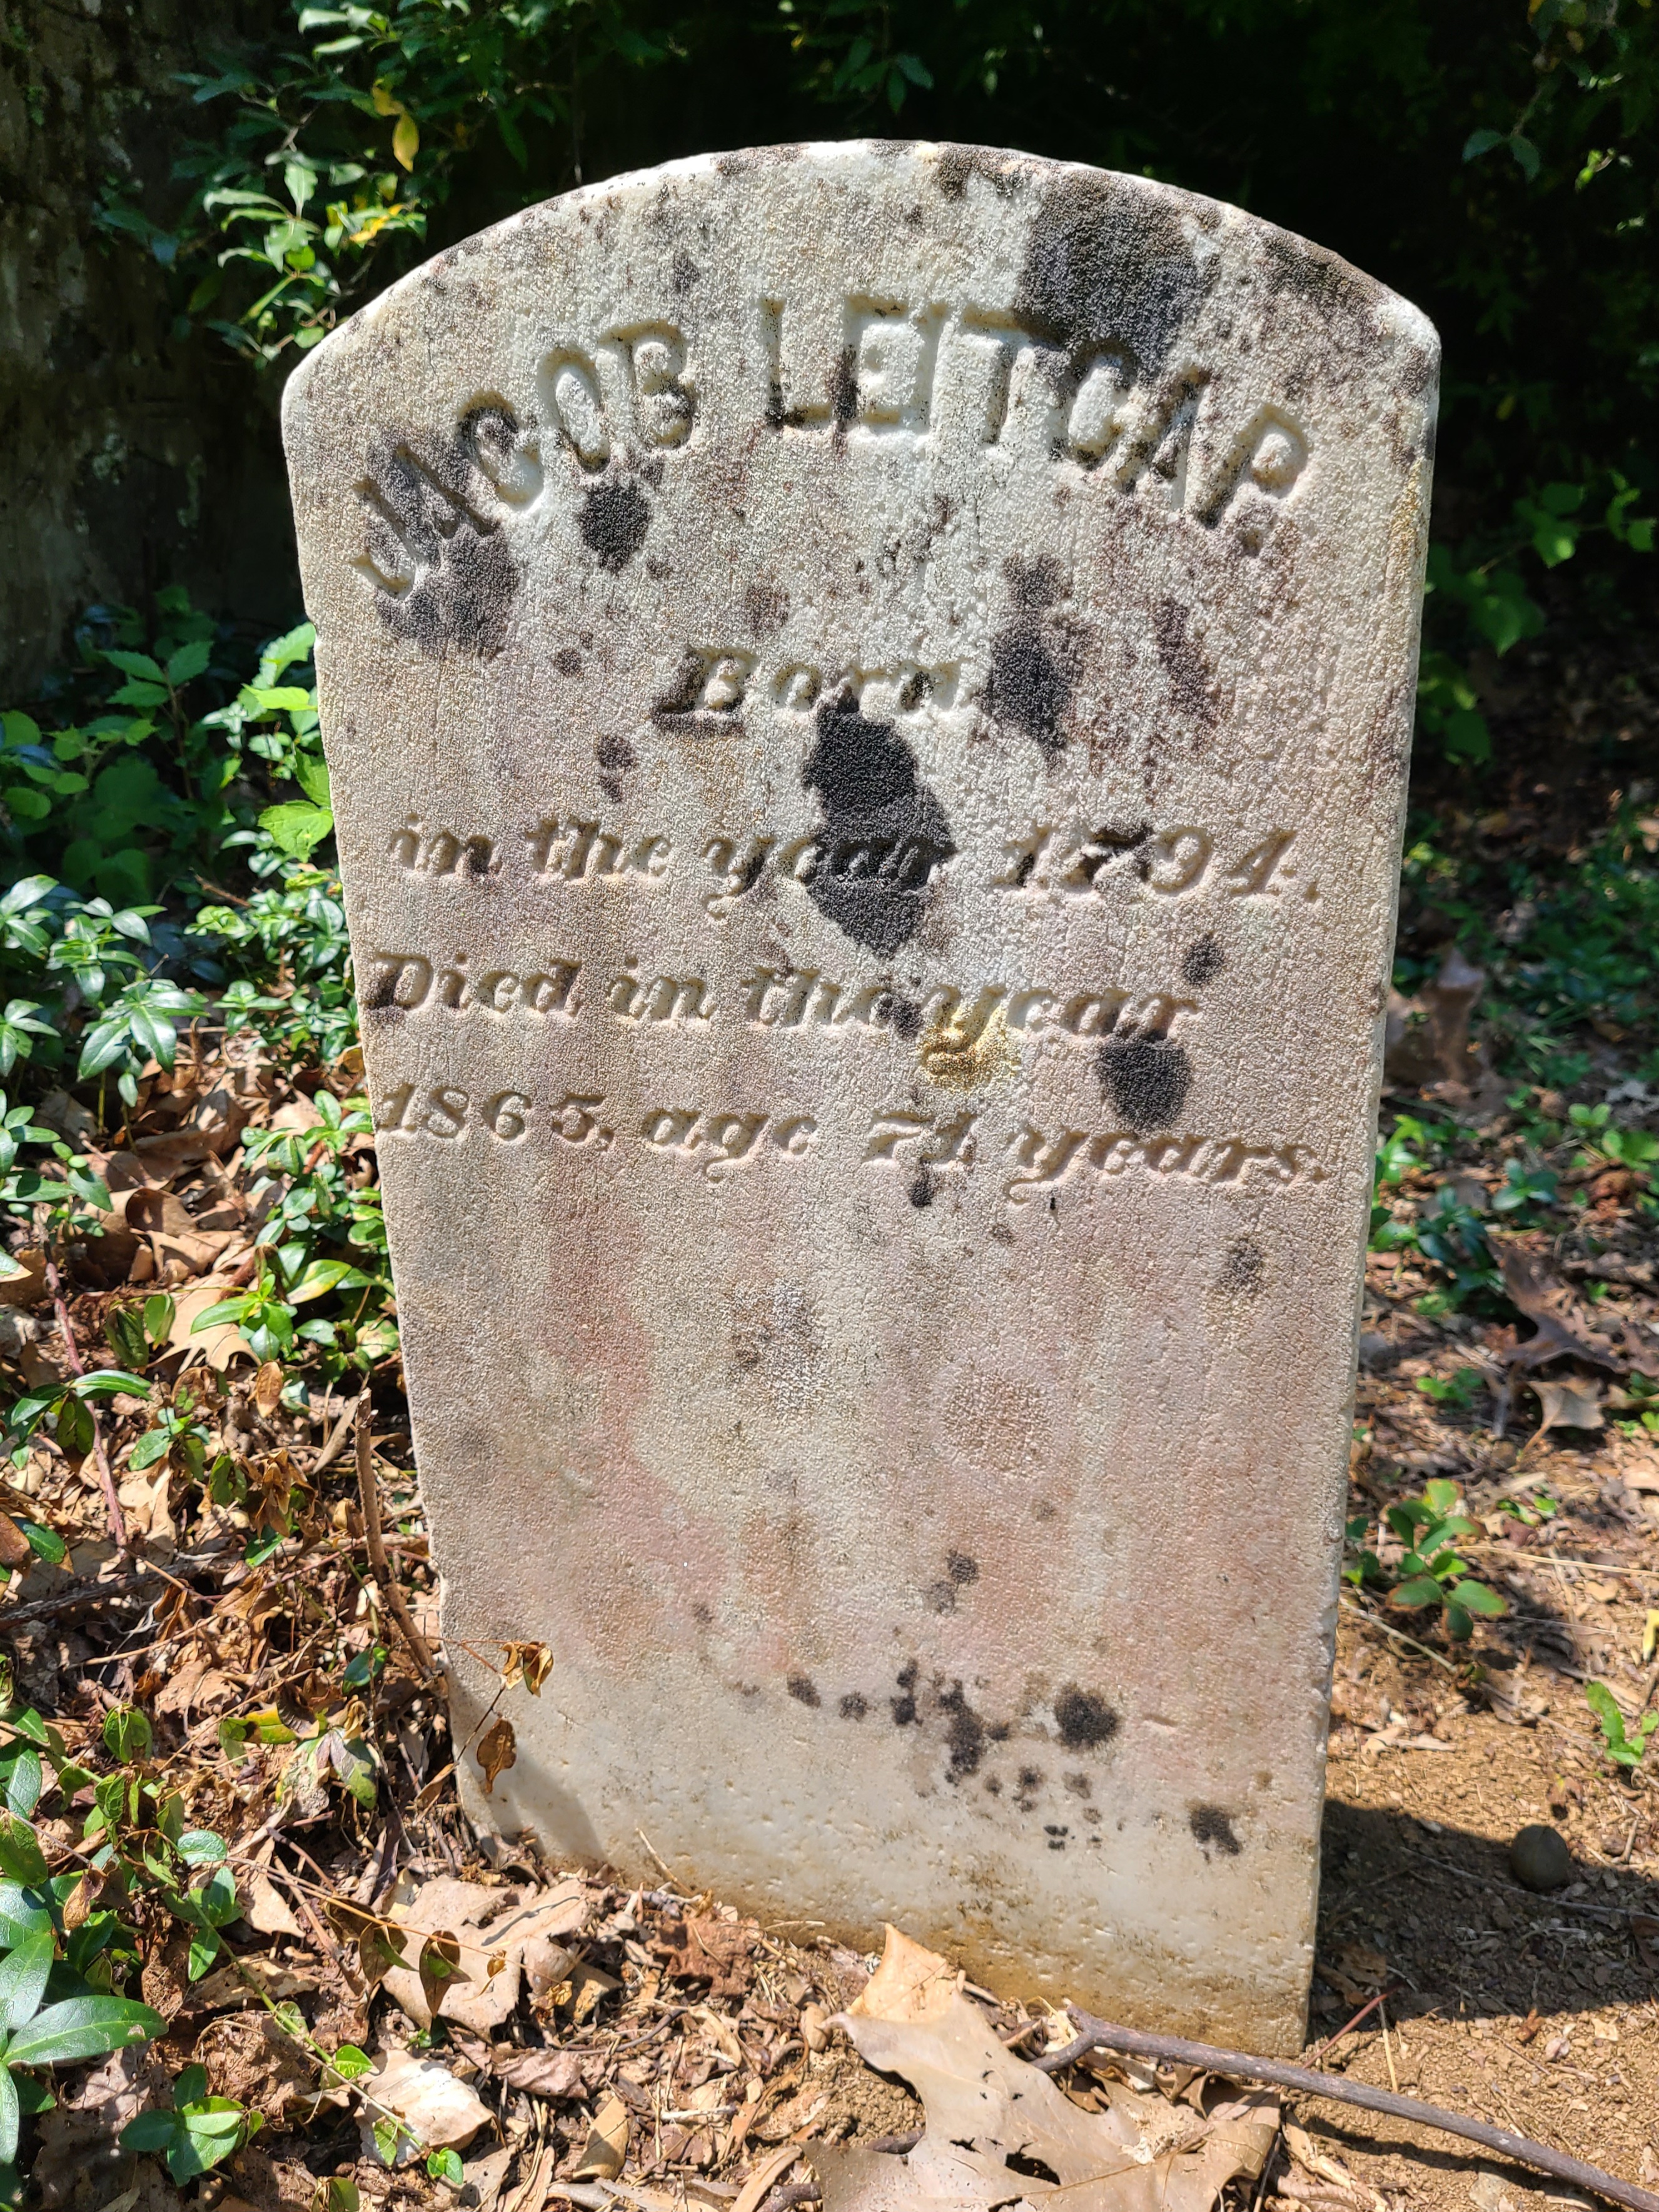 JACOB LEITCAP
Born
in the year 1794.
Died in the year
1865, age 71 years.